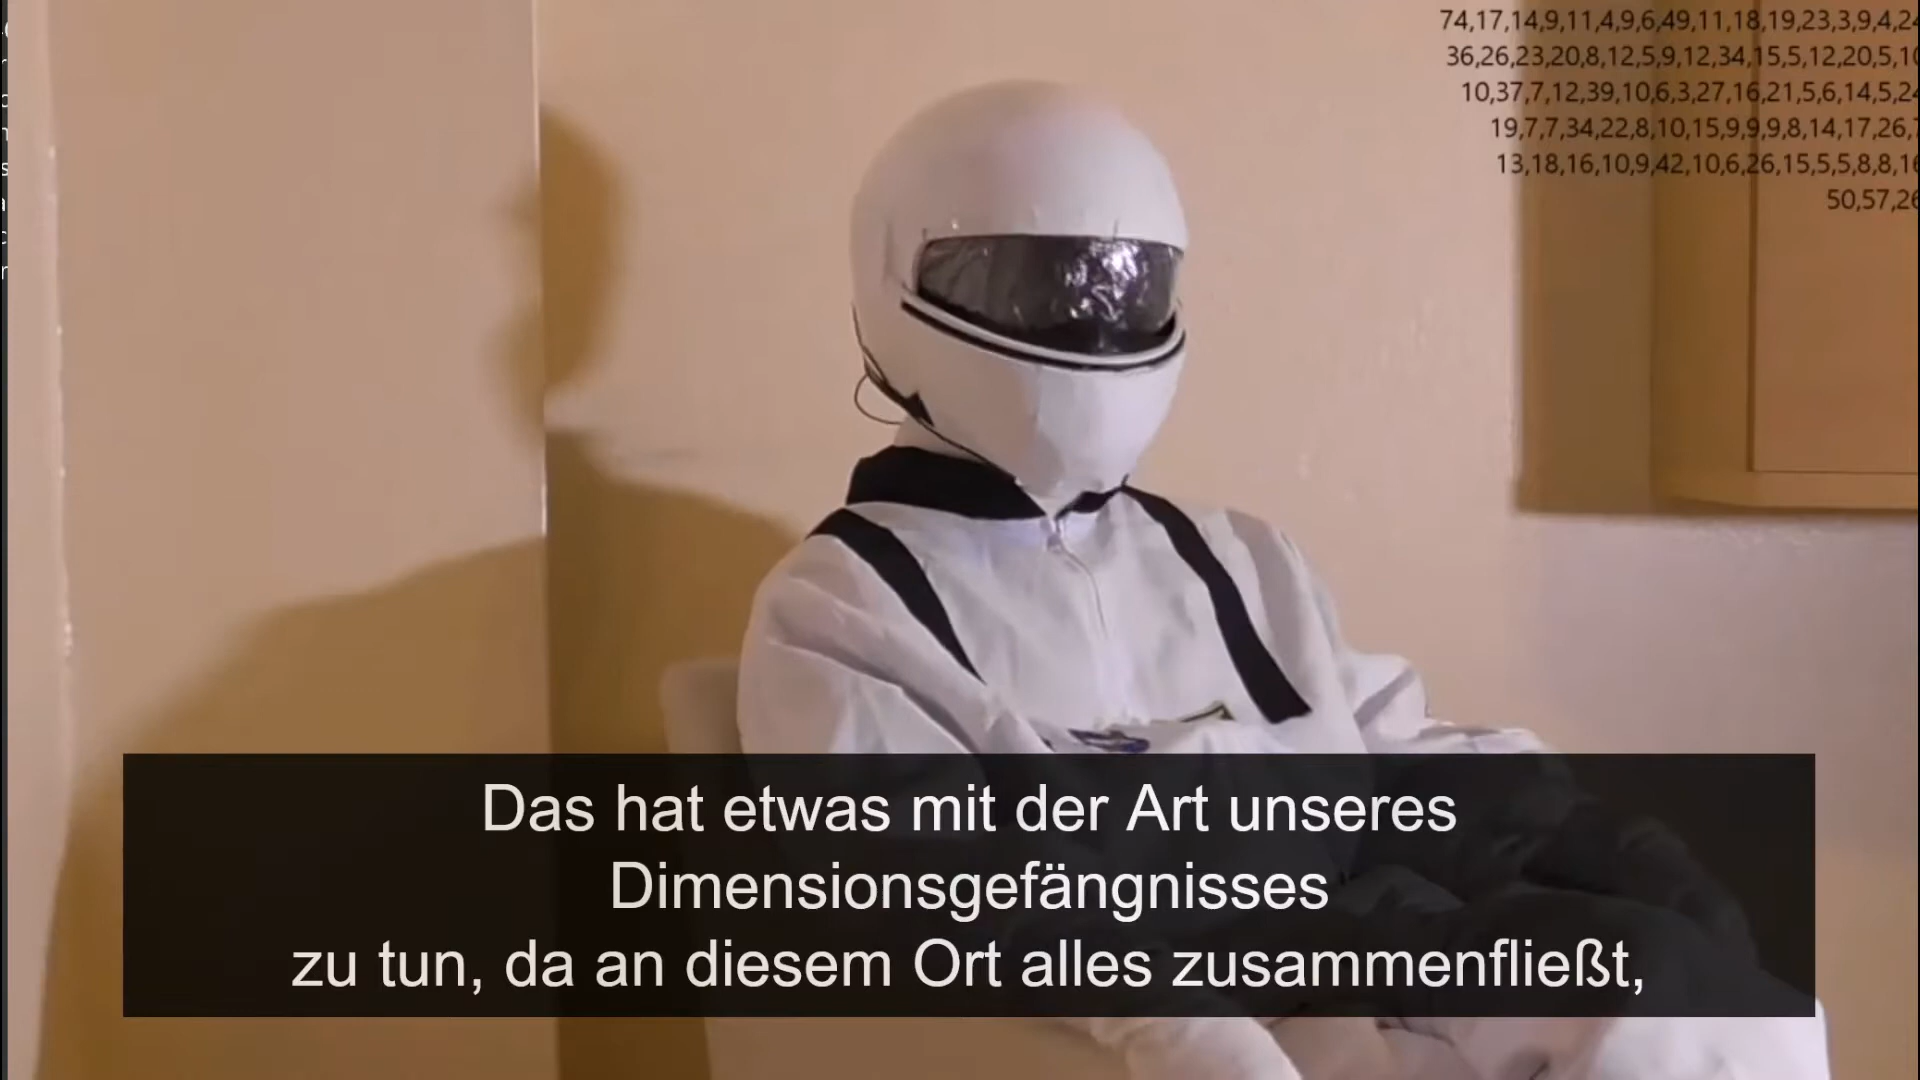 74,17,14,9,11,4,9,6,49,11,18,19,23,3,9,4,24
36,26,23,20,8,12,5,9,12,34,15,5,12,20,5,10
10,37,7,12,39,10,6,3,27,16,21,5,6,14,5,24
19,7,7,34,22,8,10,15,9,9,9,8,14,17,26,7
13,18,16,10,9,42,10,6,26,15,5,5,8,8,16
50,57,26
Das hat etwas mit der Art unseres
Dimensionsgefängnisses
zu tun, da an diesem Ort alles zusammenfließt,